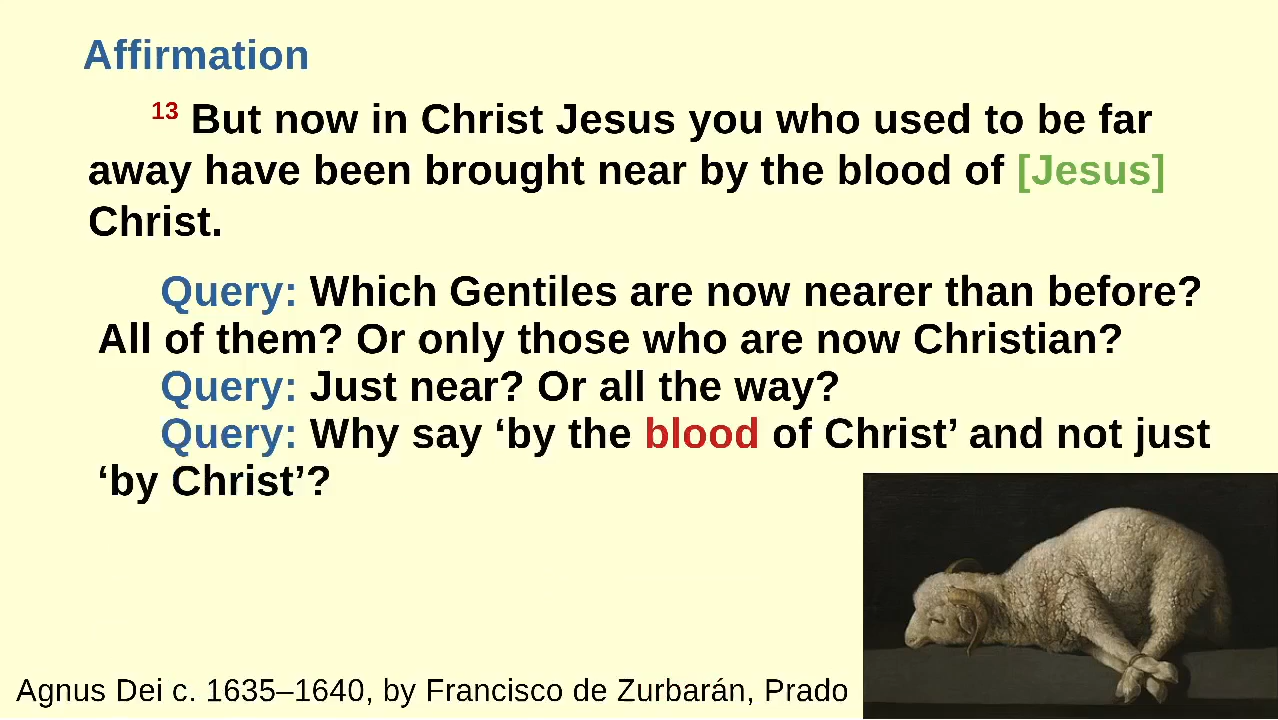 Affirmation
13 But now in Christ Jesus you who used to be far
away have been brought near by the blood of [Jesus]
Christ.
Query: Which Gentiles are now nearer than before?
All of them? Or only those who are now Christian?
Query: Just near? Or all the way?
Query: Why say ‘by the blood of Christ’ and not just
‘by Christ’?
Agnus Dei c. 1635–1640, by Francisco de Zurbarán, Prado